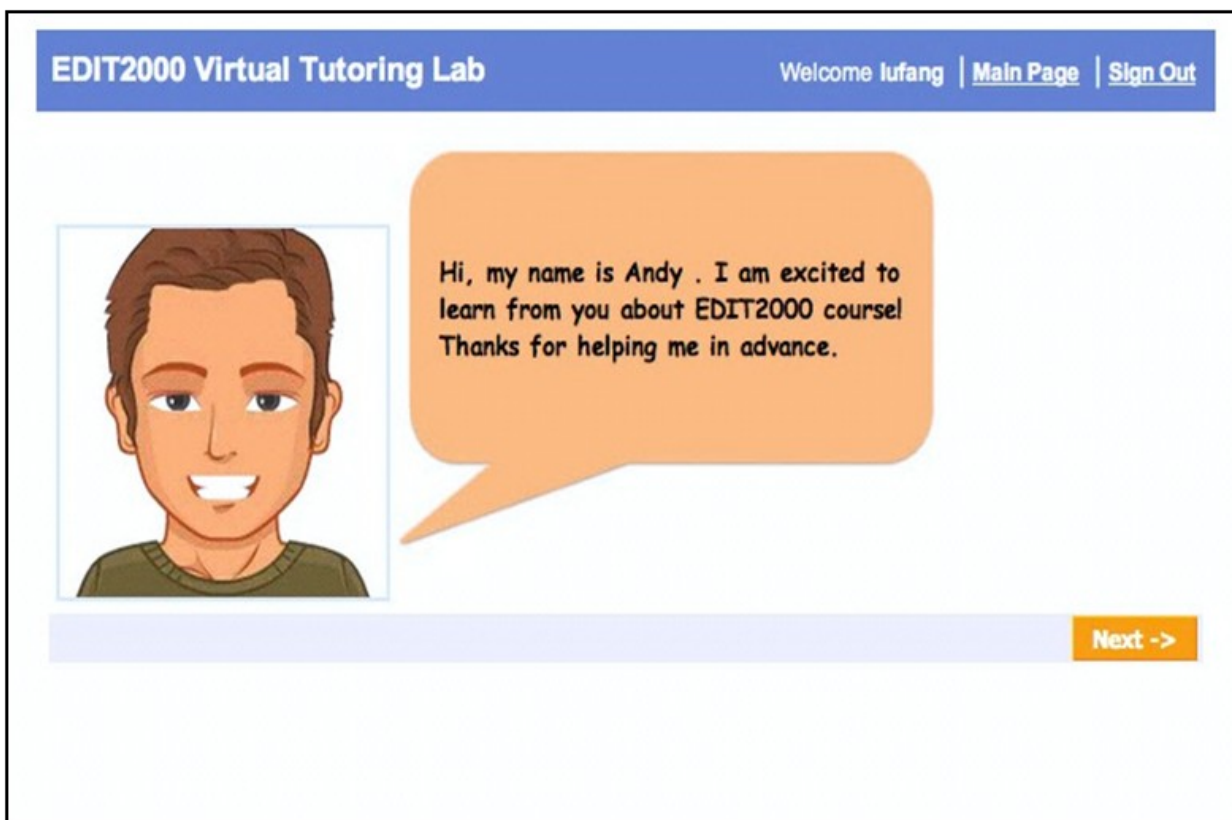 EDIT2000 Virtual Tutoring Lab
Welcome lufang | Main Page | Sign Out
Hi, my name is Andy . I am excited to
learn from you about EDIT2000 course!
Thanks for helping me in advance.
Next ->